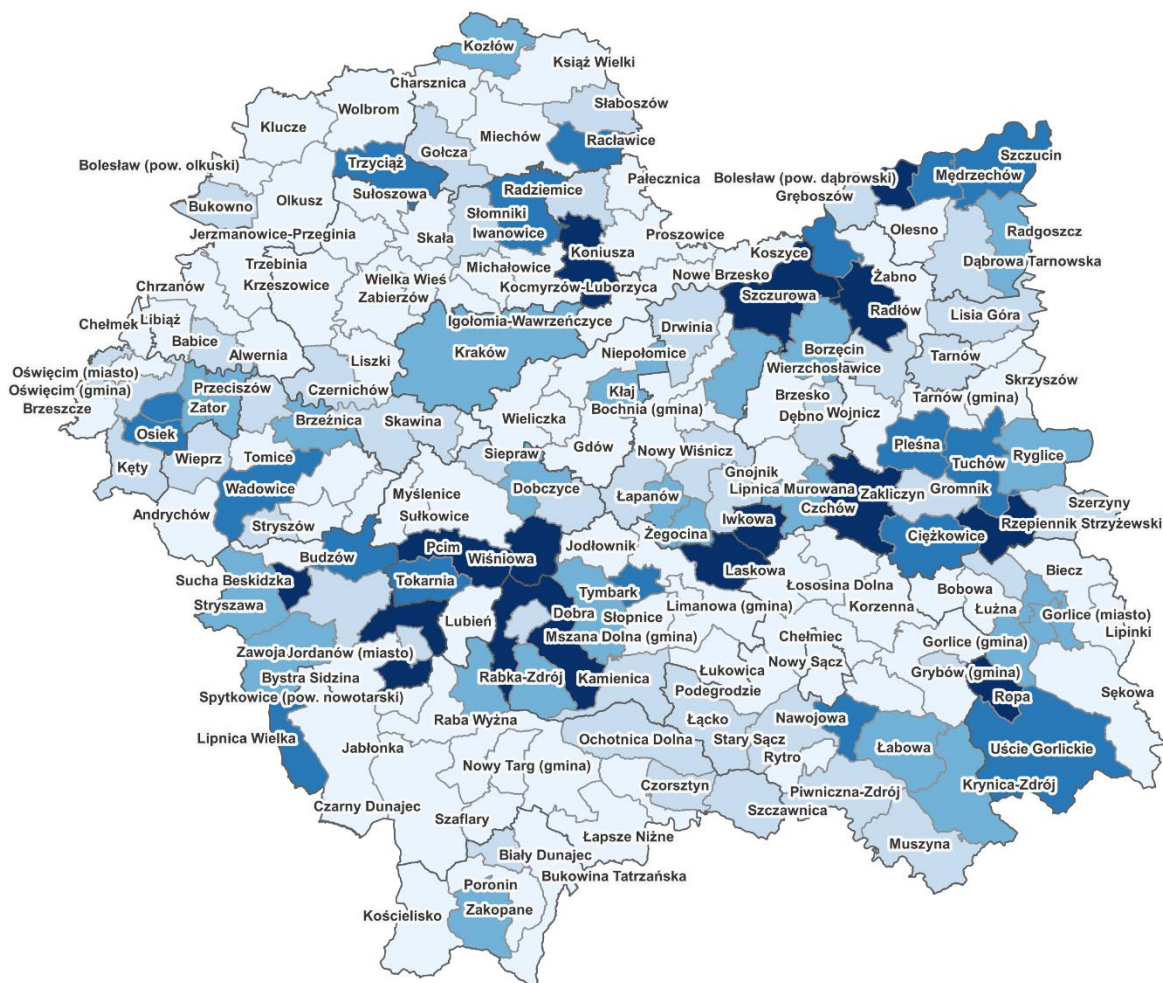 Kozłów
Książ Wielki
Charsznica
Słaboszów
Wolbrom
Klucze
Miechów
Racławice
Gołcza
Trzyciąż
Bolesław (pow. olkuski)
Szczucin
Pałecznica
Bolesław (pow. dąbrowski)
Mędrzechów
Radziemice
Sułoszowa
Gręboszów
Olkusz
Bukowno
Słomniki
Iwanowice
Olesno
Radgoszcz
Jerzmanowice-Przeginia
Skała
Proszowice
Koniusza
Koszyce
Dąbrowa Tarnowska
Trzebinia
Michałowice
Nowe Brzesko
Żabno
Wielka Wieś
Krzeszowice
Kocmyrzów-Luborzyca
Szczurowa
Zabierzów
Chrzanów
Radłów
Lisia Góra
Libiąż
Igołomia-Wawrzeńczyce
Chełmek
Drwinia
Babice
Borzęcin
Alwernia
Kraków
Niepołomice
Tarnów
Liszki
Wierzchosławice
Oświęcim (miasto)
Skrzyszów
Oświęcim (gmina)
Przeciszów
Czernichów
Kłaj
Brzesko
Tarnów (gmina)
Brzeszcze
Zator
Bochnia (gmina)
Dębno
Wojnicz
Brzeźnica
Skawina
Wieliczka
Osiek
Pleśna
Gdów
Nowy Wiśnicz
Ryglice
Tomice
Siepraw
Wieprz
Tuchów
Kęty
Gnojnik
Wadowice
Dobczyce
Lipnica Murowana
Zakliczyn
Gromnik
Myślenice
Łapanów
Szerzyny
Czchów
Andrychów
Sułkowice
Iwkowa
Stryszów
Rzepiennik Strzyżewski
Żegocina
Ciężkowice
Pcim
Jodłownik
Budzów
Wiśniowa
Laskowa
Biecz
Sucha Beskidzka
Tokarnia
Łososina Dolna
Tymbark
Bobowa
Stryszawa
Limanowa (gmina)
Korzenna
Łużna
Dobra
Słopnice
Gorlice (miasto)
Lubień
Lipinki
Mszana Dolna (gmina)
Chełmiec
Gorlice (gmina)
Zawoja
Jordanów (miasto)
Nowy Sącz
Łukowica
Grybów (gmina)
Bystra Sidzina
Rabka-Zdrój
Kamienica
Podegrodzie
Sękowa
Spytkowice (pow. nowotarski)
Ropa
Raba Wyżna
Łącko
Nawojowa
Lipnica Wielka
Ochotnica Dolna
Stary Sącz
Łabowa
Uście Gorlickie
Jabłonka
Rytro
Nowy Targ (gmina)
Czorsztyn
Piwniczna-Zdrój
Krynica-Zdrój
Czarny Dunajec
Szczawnica
Szaflary
Łapsze Niżne
Muszyna
Biały Dunajec
Bukowina Tatrzańska
Poronin
Kościelisko
Zakopane